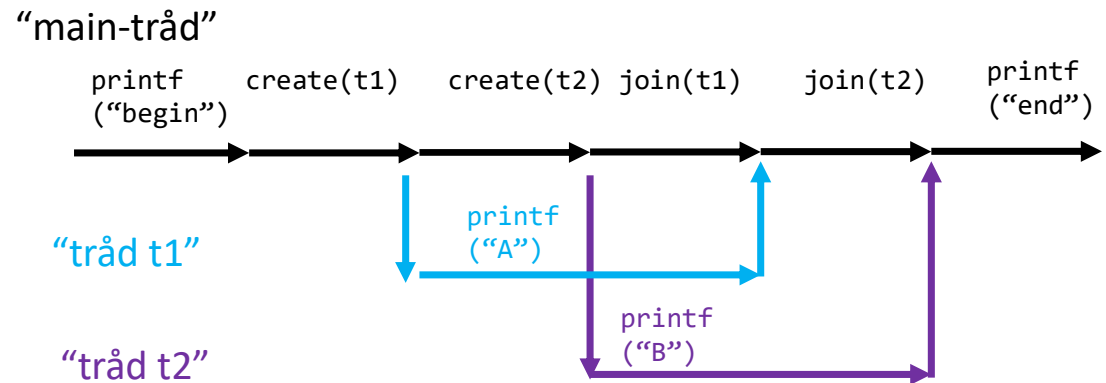 “main-tråd”
printf create(t1) create(t2) join(t1) join(t2) printf
(“begin”) (“end”)
printf
(“A”)
“tråd t1”
printf
(“B”)
“tråd t2”